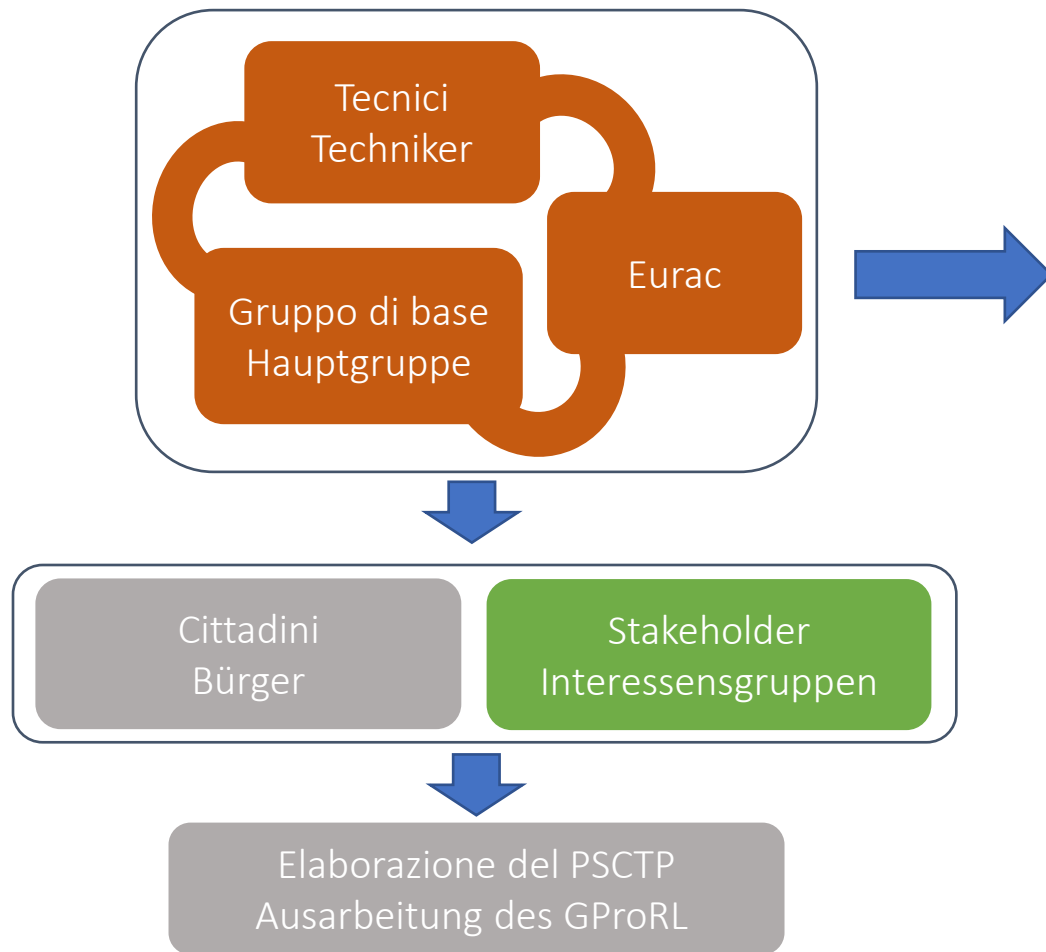 Tecnici
Techniker
Eurac
Gruppo di base
Hauptgruppe
Cittadini
Bürger
Stakeholder
Interessensgruppen
Elaborazione del PSCTP
Ausarbeitung des GProRL